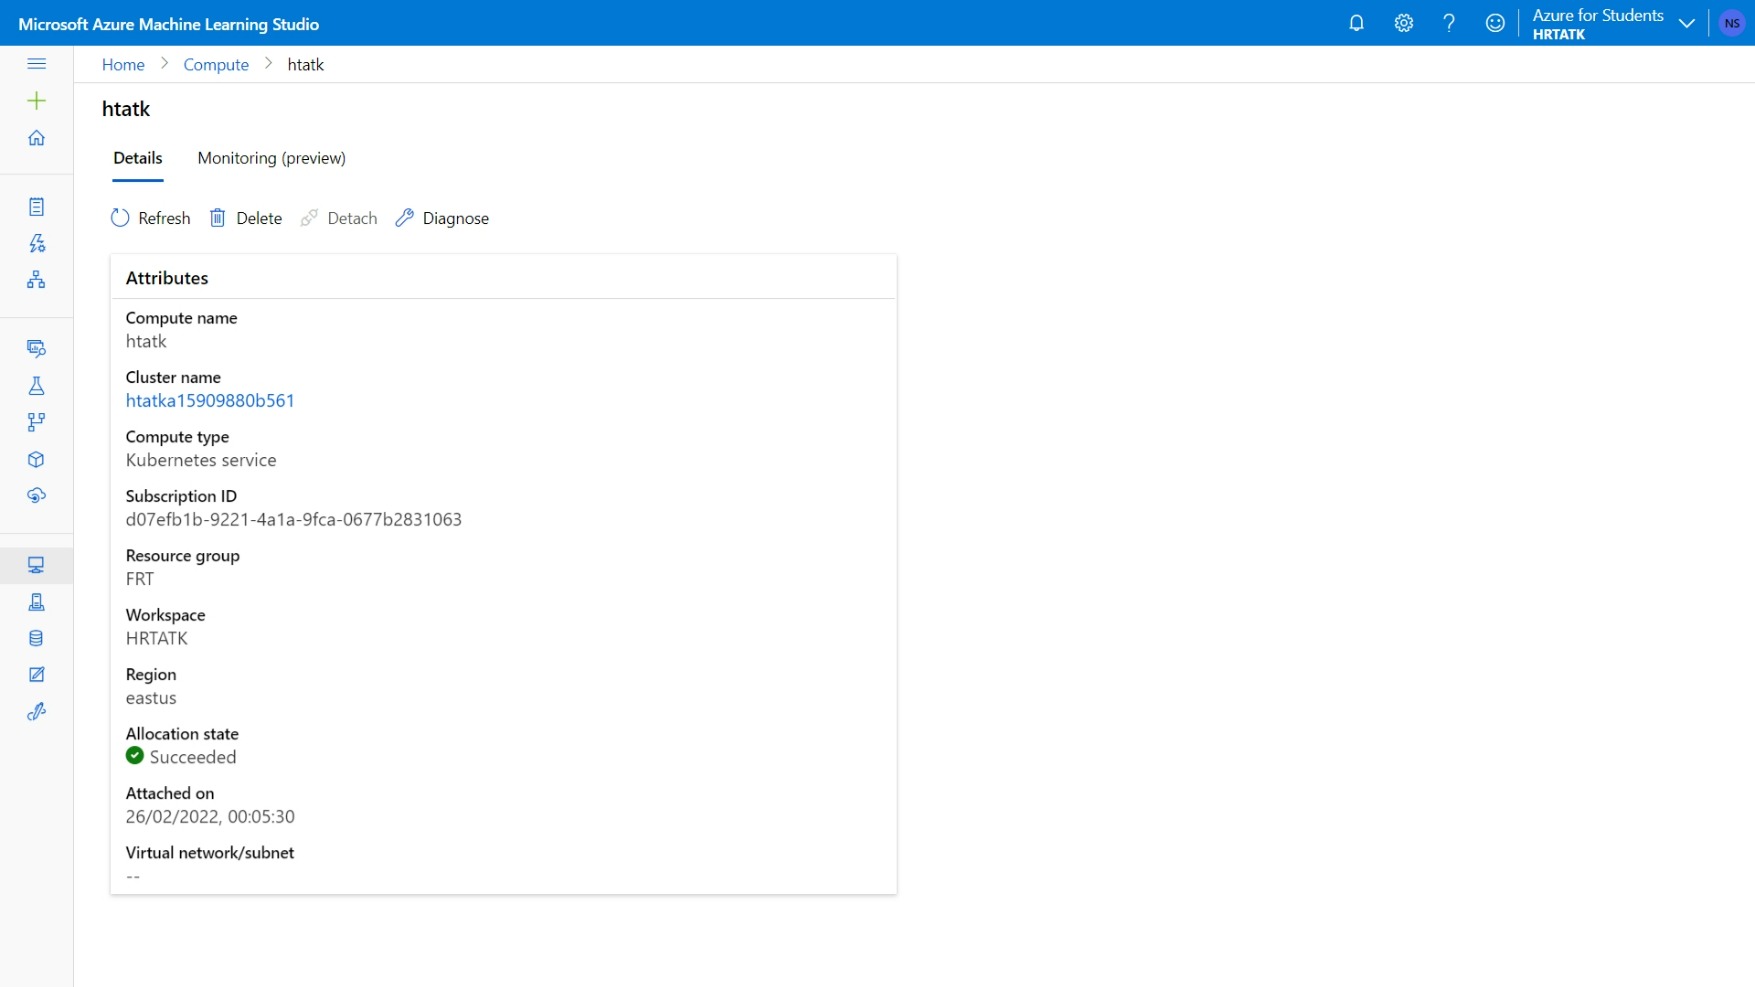 Microsoft Azure Machine Learning Studio
Azure for Students
HRTATK
NS
Home > Compute > htatk
htatk
Details Monitoring (preview)
Refresh Delete Detach Diagnose
Attributes
Compute name
htatk
Cluster name
htatka15909880b561
Compute type
Kubernetes service
Subscription ID
d07efb1b-9221-4a1a-9fca-0677b2831063
Resource group
FRT
Workspace
HRTATK
Region
eastus
Allocation state
Succeeded
Attached on
26/02/2022, 00:05:30
Virtual network/subnet
--